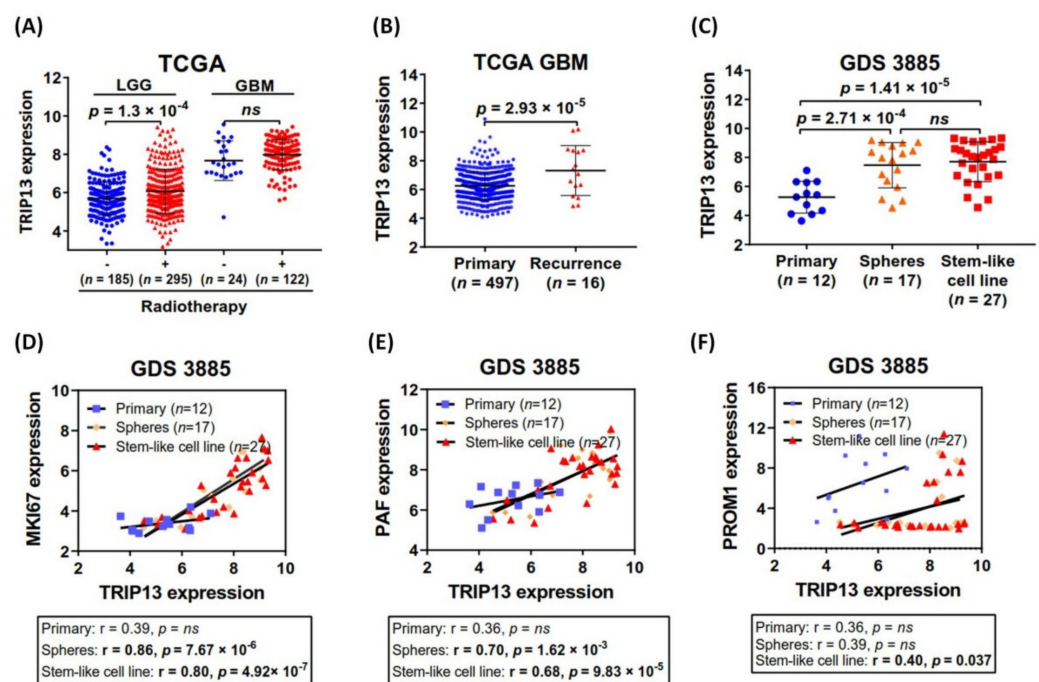 (A)
TCGA
LGG
GBM
p = 1.3 × 10-4
ns
TRIP13 expression
12
10
8
6
4
- + - +
(n = 185) (n = 295) (n = 24) (n = 122)
Radiotherapy
(B)
TCGA GBM
p = 2.93 × 10-5
TRIP13 expression
14
12
10
8
6
4
2
Primary Recurrence
(n = 497) (n = 16)
(C)
GDS 3885
p = 1.41 × 10-5
p = 2.71 × 10-4
ns
TRIP13 expression
14
12
10
8
6
4
2
Primary Spheres Stem-like
(n = 12) (n = 17) cell line
(n = 27)
(D)
GDS 3885
MKI67 expression
10
8
6
4
2
Primary (n=12)
Spheres (n=17)
Stem-like cell line (n=27)
2 4 6 8 10
TRIP13 expression
Primary: r = 0.39, p = ns
Spheres: r = 0.86, p = 7.67 × 10-6
Stem-like cell line: r = 0.80, p = 4.92× 10-7
(E)
GDS 3885
PAF expression
10
8
6
4
Primary (n=12)
Spheres (n=17)
Stem-like cell line (n=27)
2 4 6 8 10
TRIP13 expression
Primary: r = 0.36, p = ns
Spheres: r = 0.70, p = 1.62 × 10-3
Stem-like cell line: r = 0.68, p = 9.83 × 10-5
(F)
GDS 3885
PROM1 expression
16
12
8
4
0
Primary (n=12)
Spheres (n=17)
Stem-like cell line (n=27)
2 4 6 8 10
TRIP13 expression
Primary: r = 0.36, p = ns
Spheres: r = 0.39, p = ns
Stem-like cell line: r = 0.40, p = 0.037